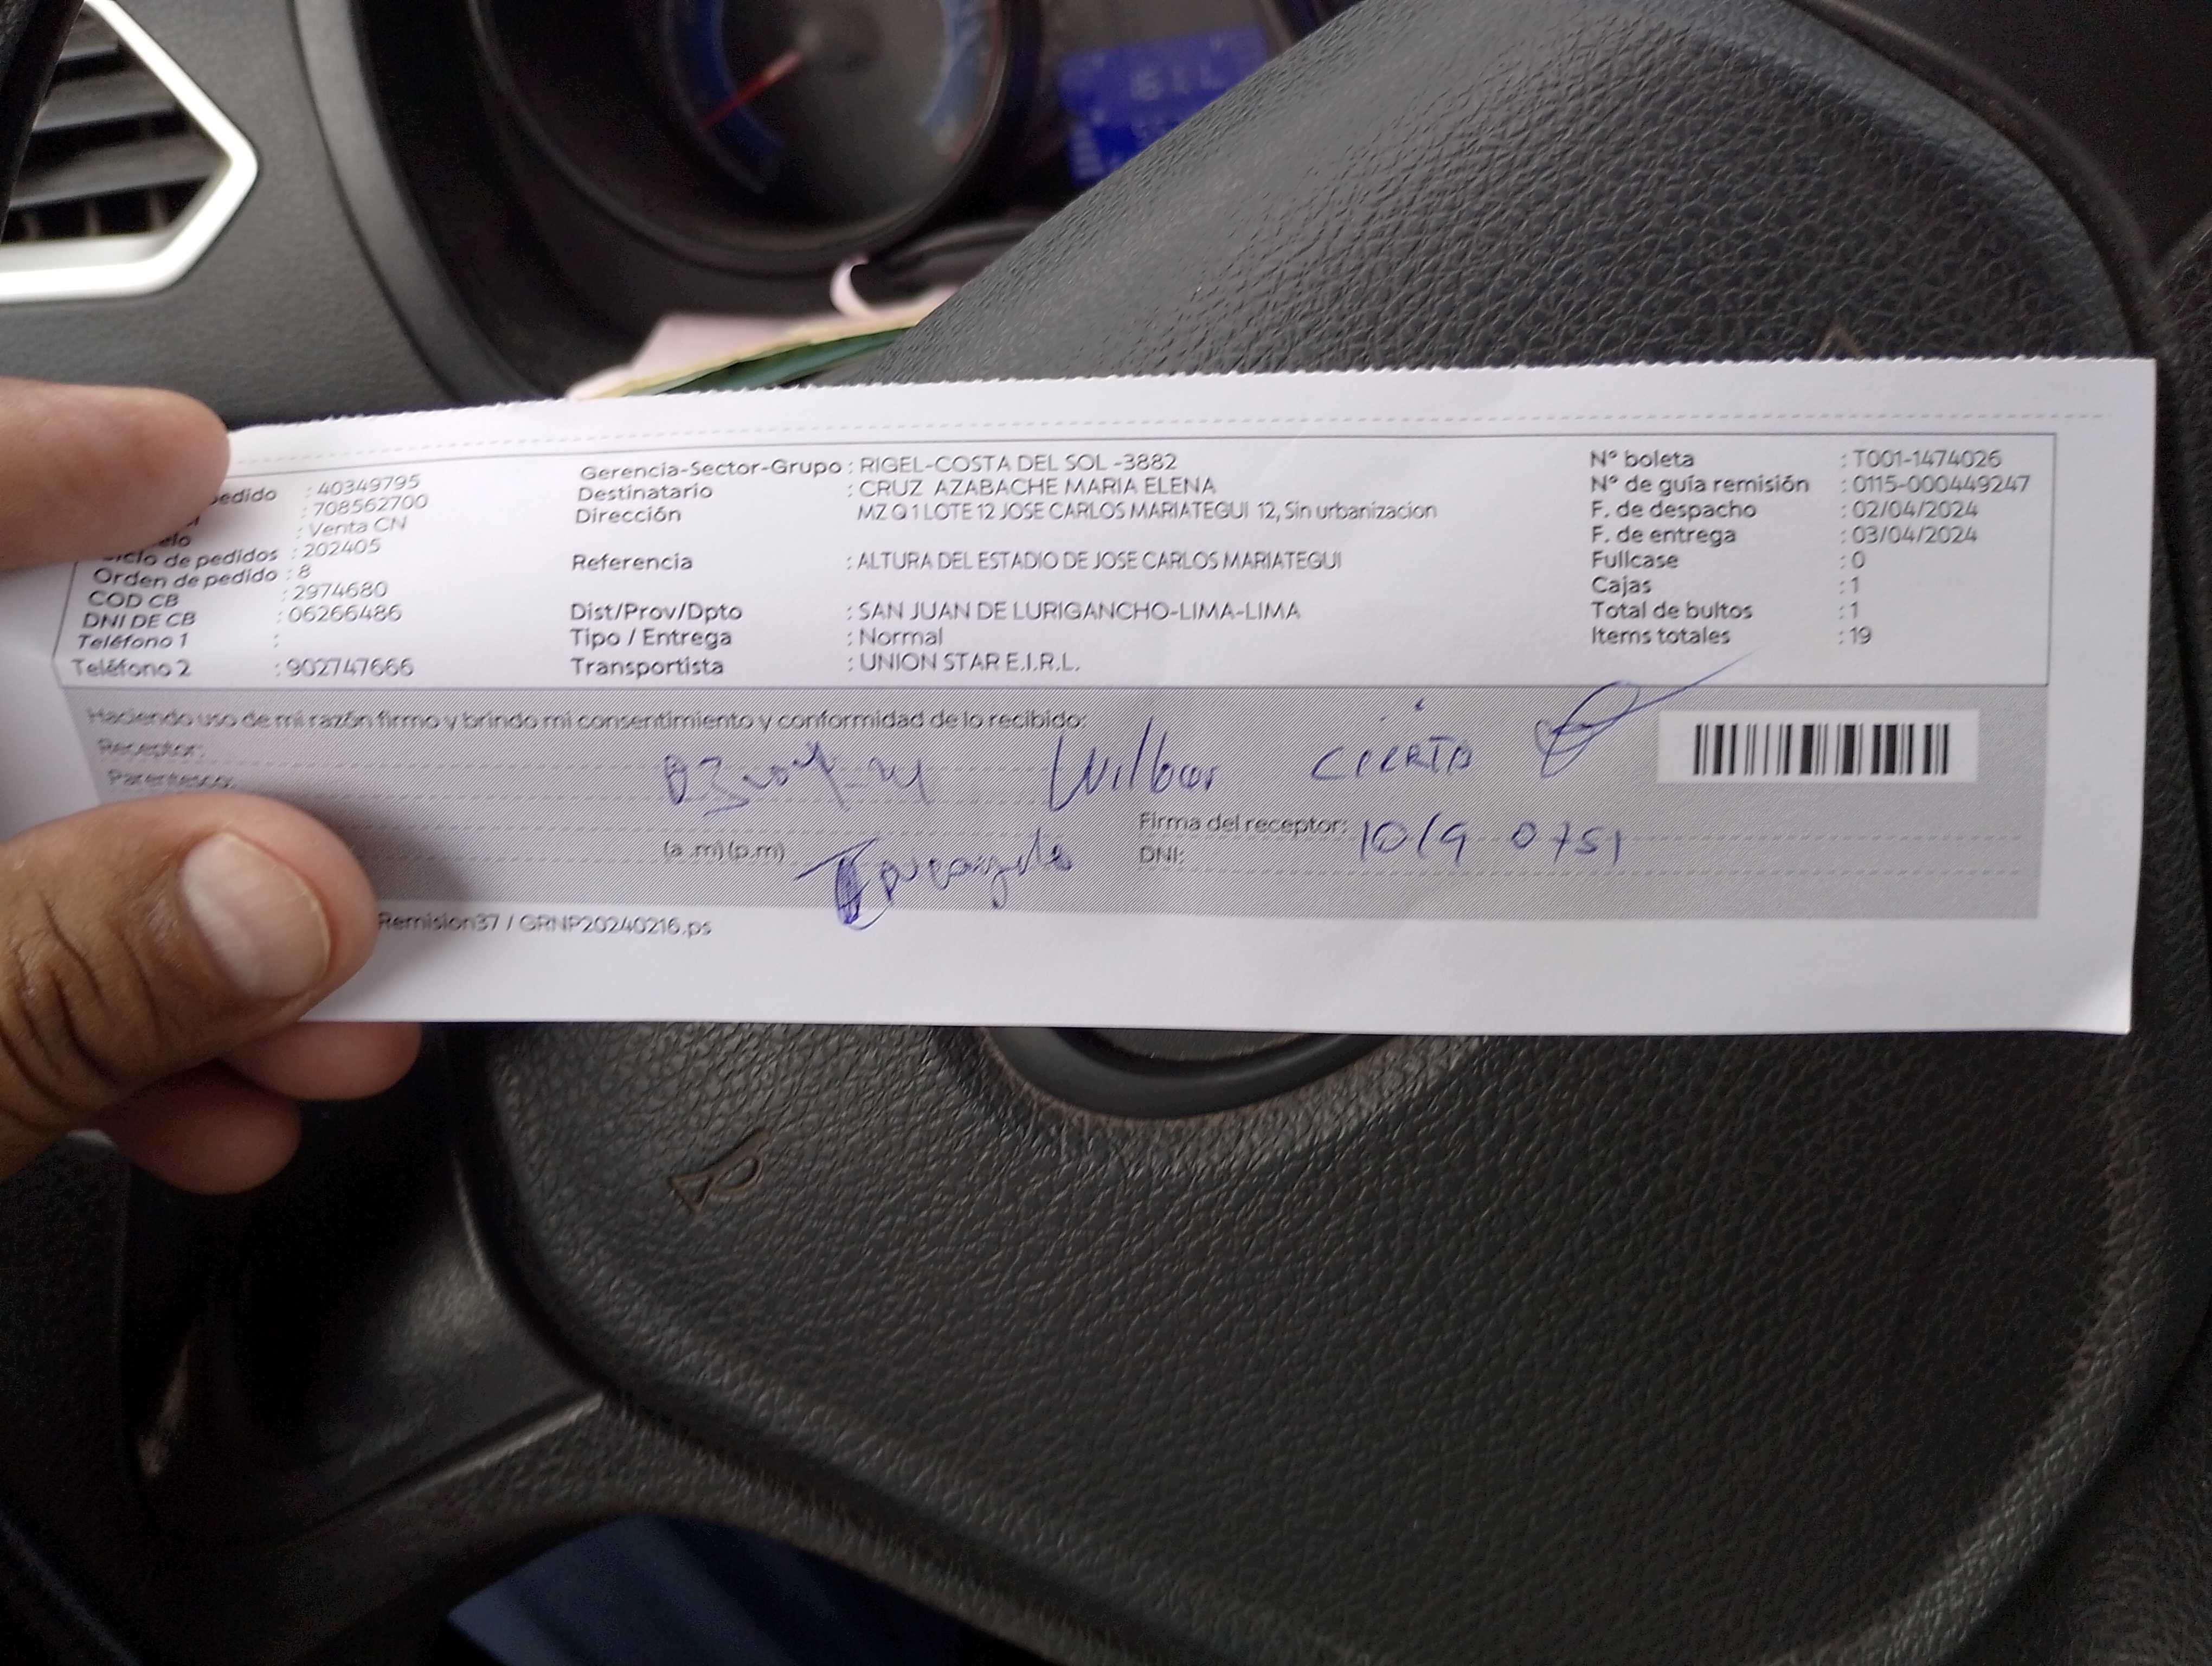 edido : 40349795
: 708562700
elo : Venta CN
Ciclo de pedidos : 202405
Orden de pedido : 8
COD CB : 2974680
DNI DE CB : 06266486
Teléfono 1 :
Teléfono 2 : 902747666
Gerencia-Sector-Grupo : RIGEL-COSTA DEL SOL -3882
Destinatario : CRUZ AZABACHE MARIA ELENA
Dirección MZ Q 1 LOTE 12 JOSE CARLOS MARIATEGUI 12, Sin urbanizacion
Referencia : ALTURA DEL ESTADIO DE JOSE CARLOS MARIATEGUI
Dist/Prov/Dpto : SAN JUAN DE LURIGANCHO-LIMA-LIMA
Tipo / Entrega : Normal
Transportista : UNION STAR E.I.R.L.
Nº boleta : T001-1474026
Nº de guía remisión : 0115-000449247
F. de despacho : 02/04/2024
F. de entrega : 03/04/2024
Fullcase : 0
Cajas : 1
Total de bultos : 1
Items totales : 19
Haciendo uso de mi razón firmo y brindo mi consentimiento y conformidad de lo recibido:
Receptor:
Parentesco:
Wilber
(a .m) (p.m)
Firma del receptor:
DNI: 1019 0751
Remision37 / GRNP20240216.ps